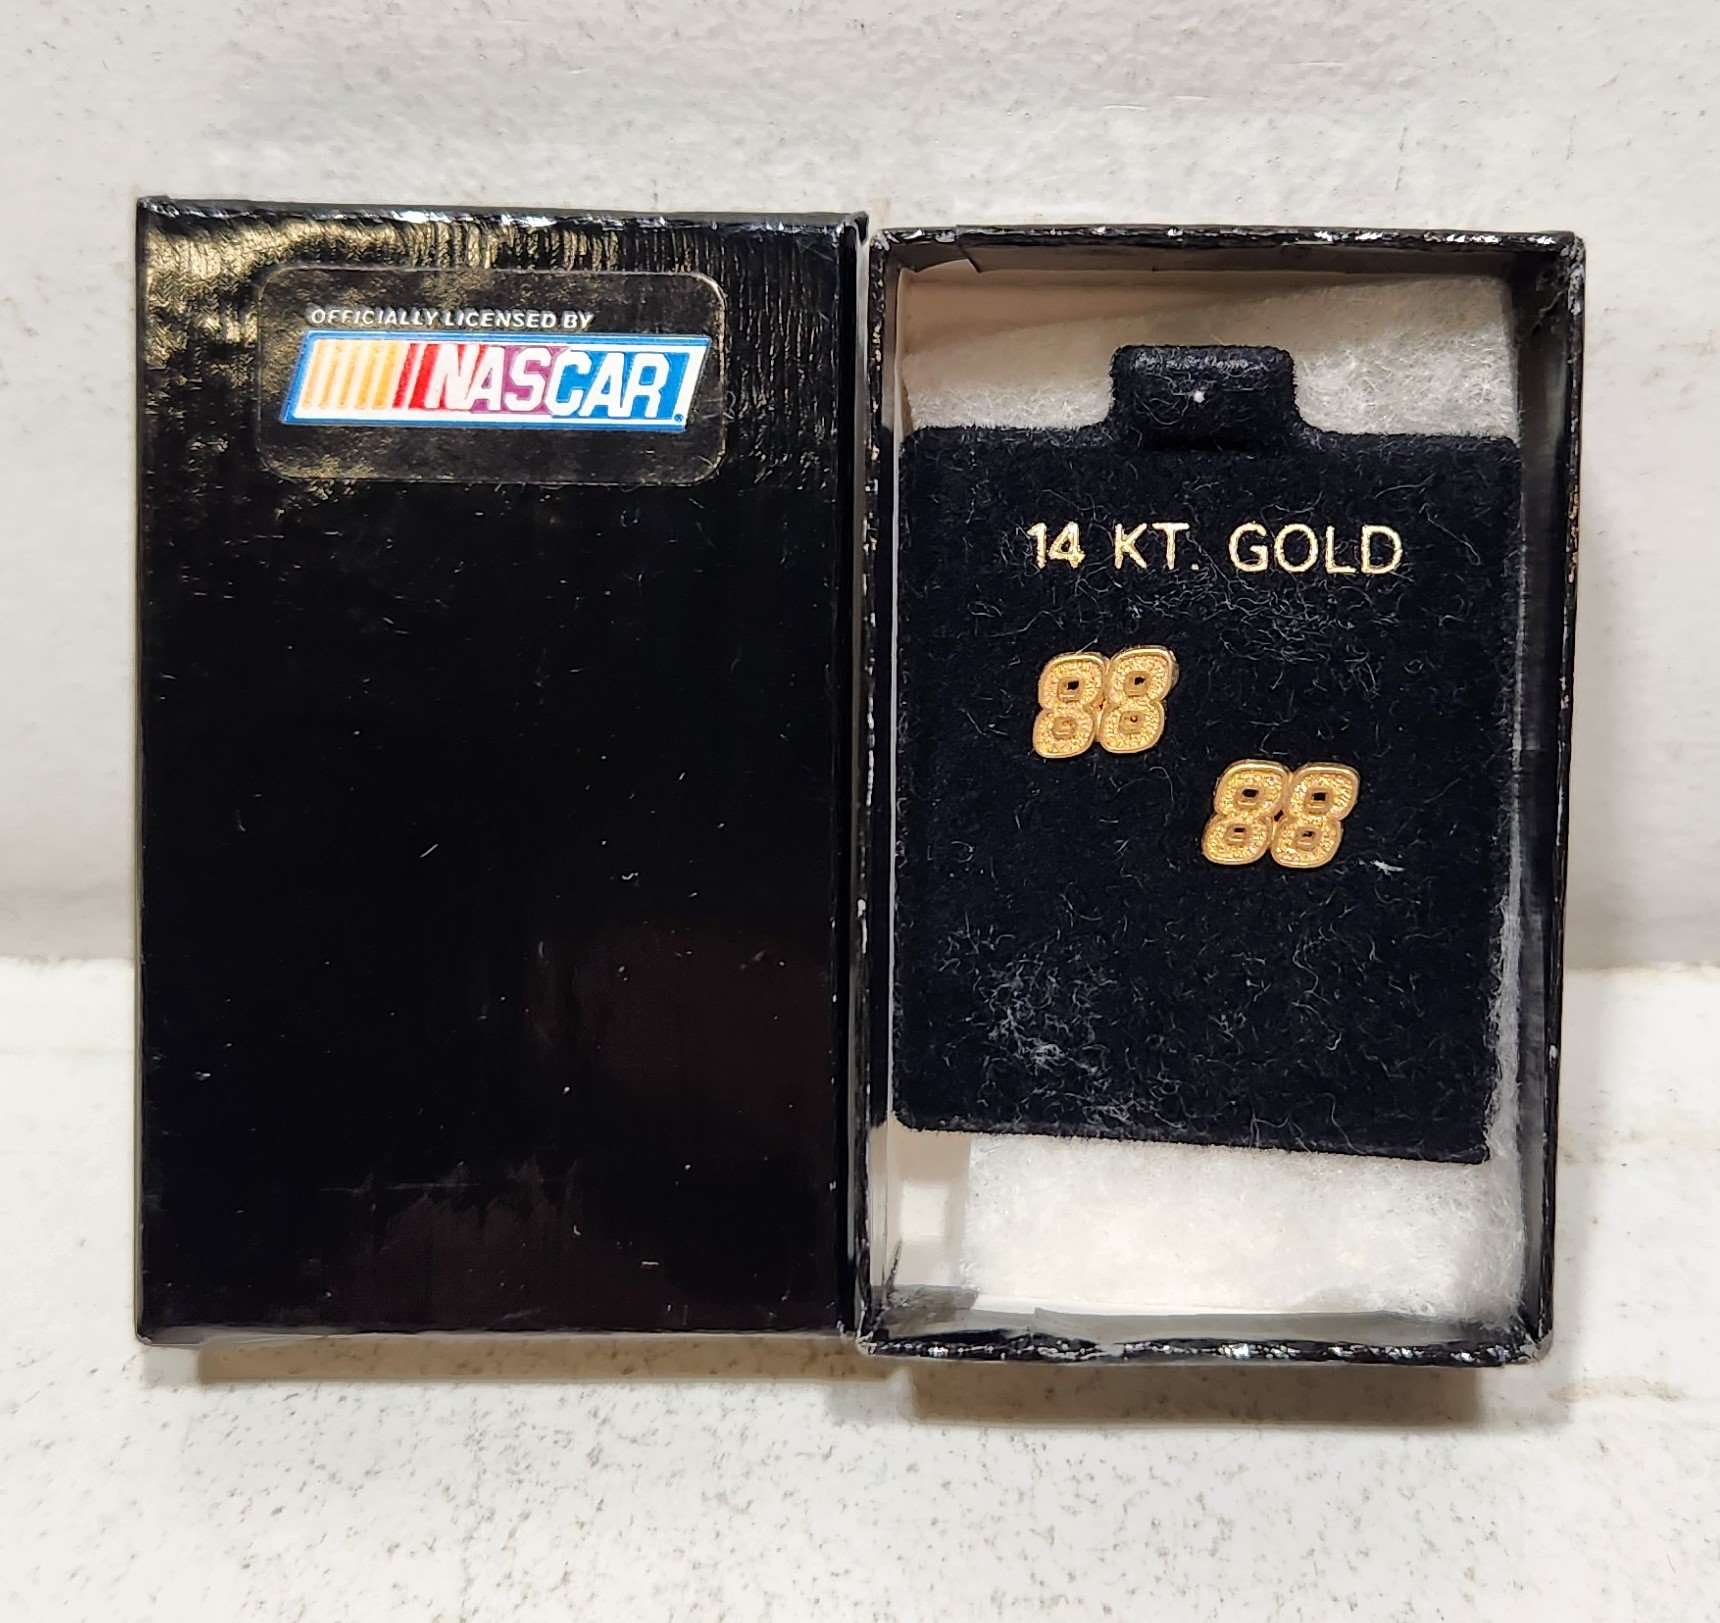 OFFICIALLY LICENSED BY
NASCAR
14 KT. GOLD
88
88